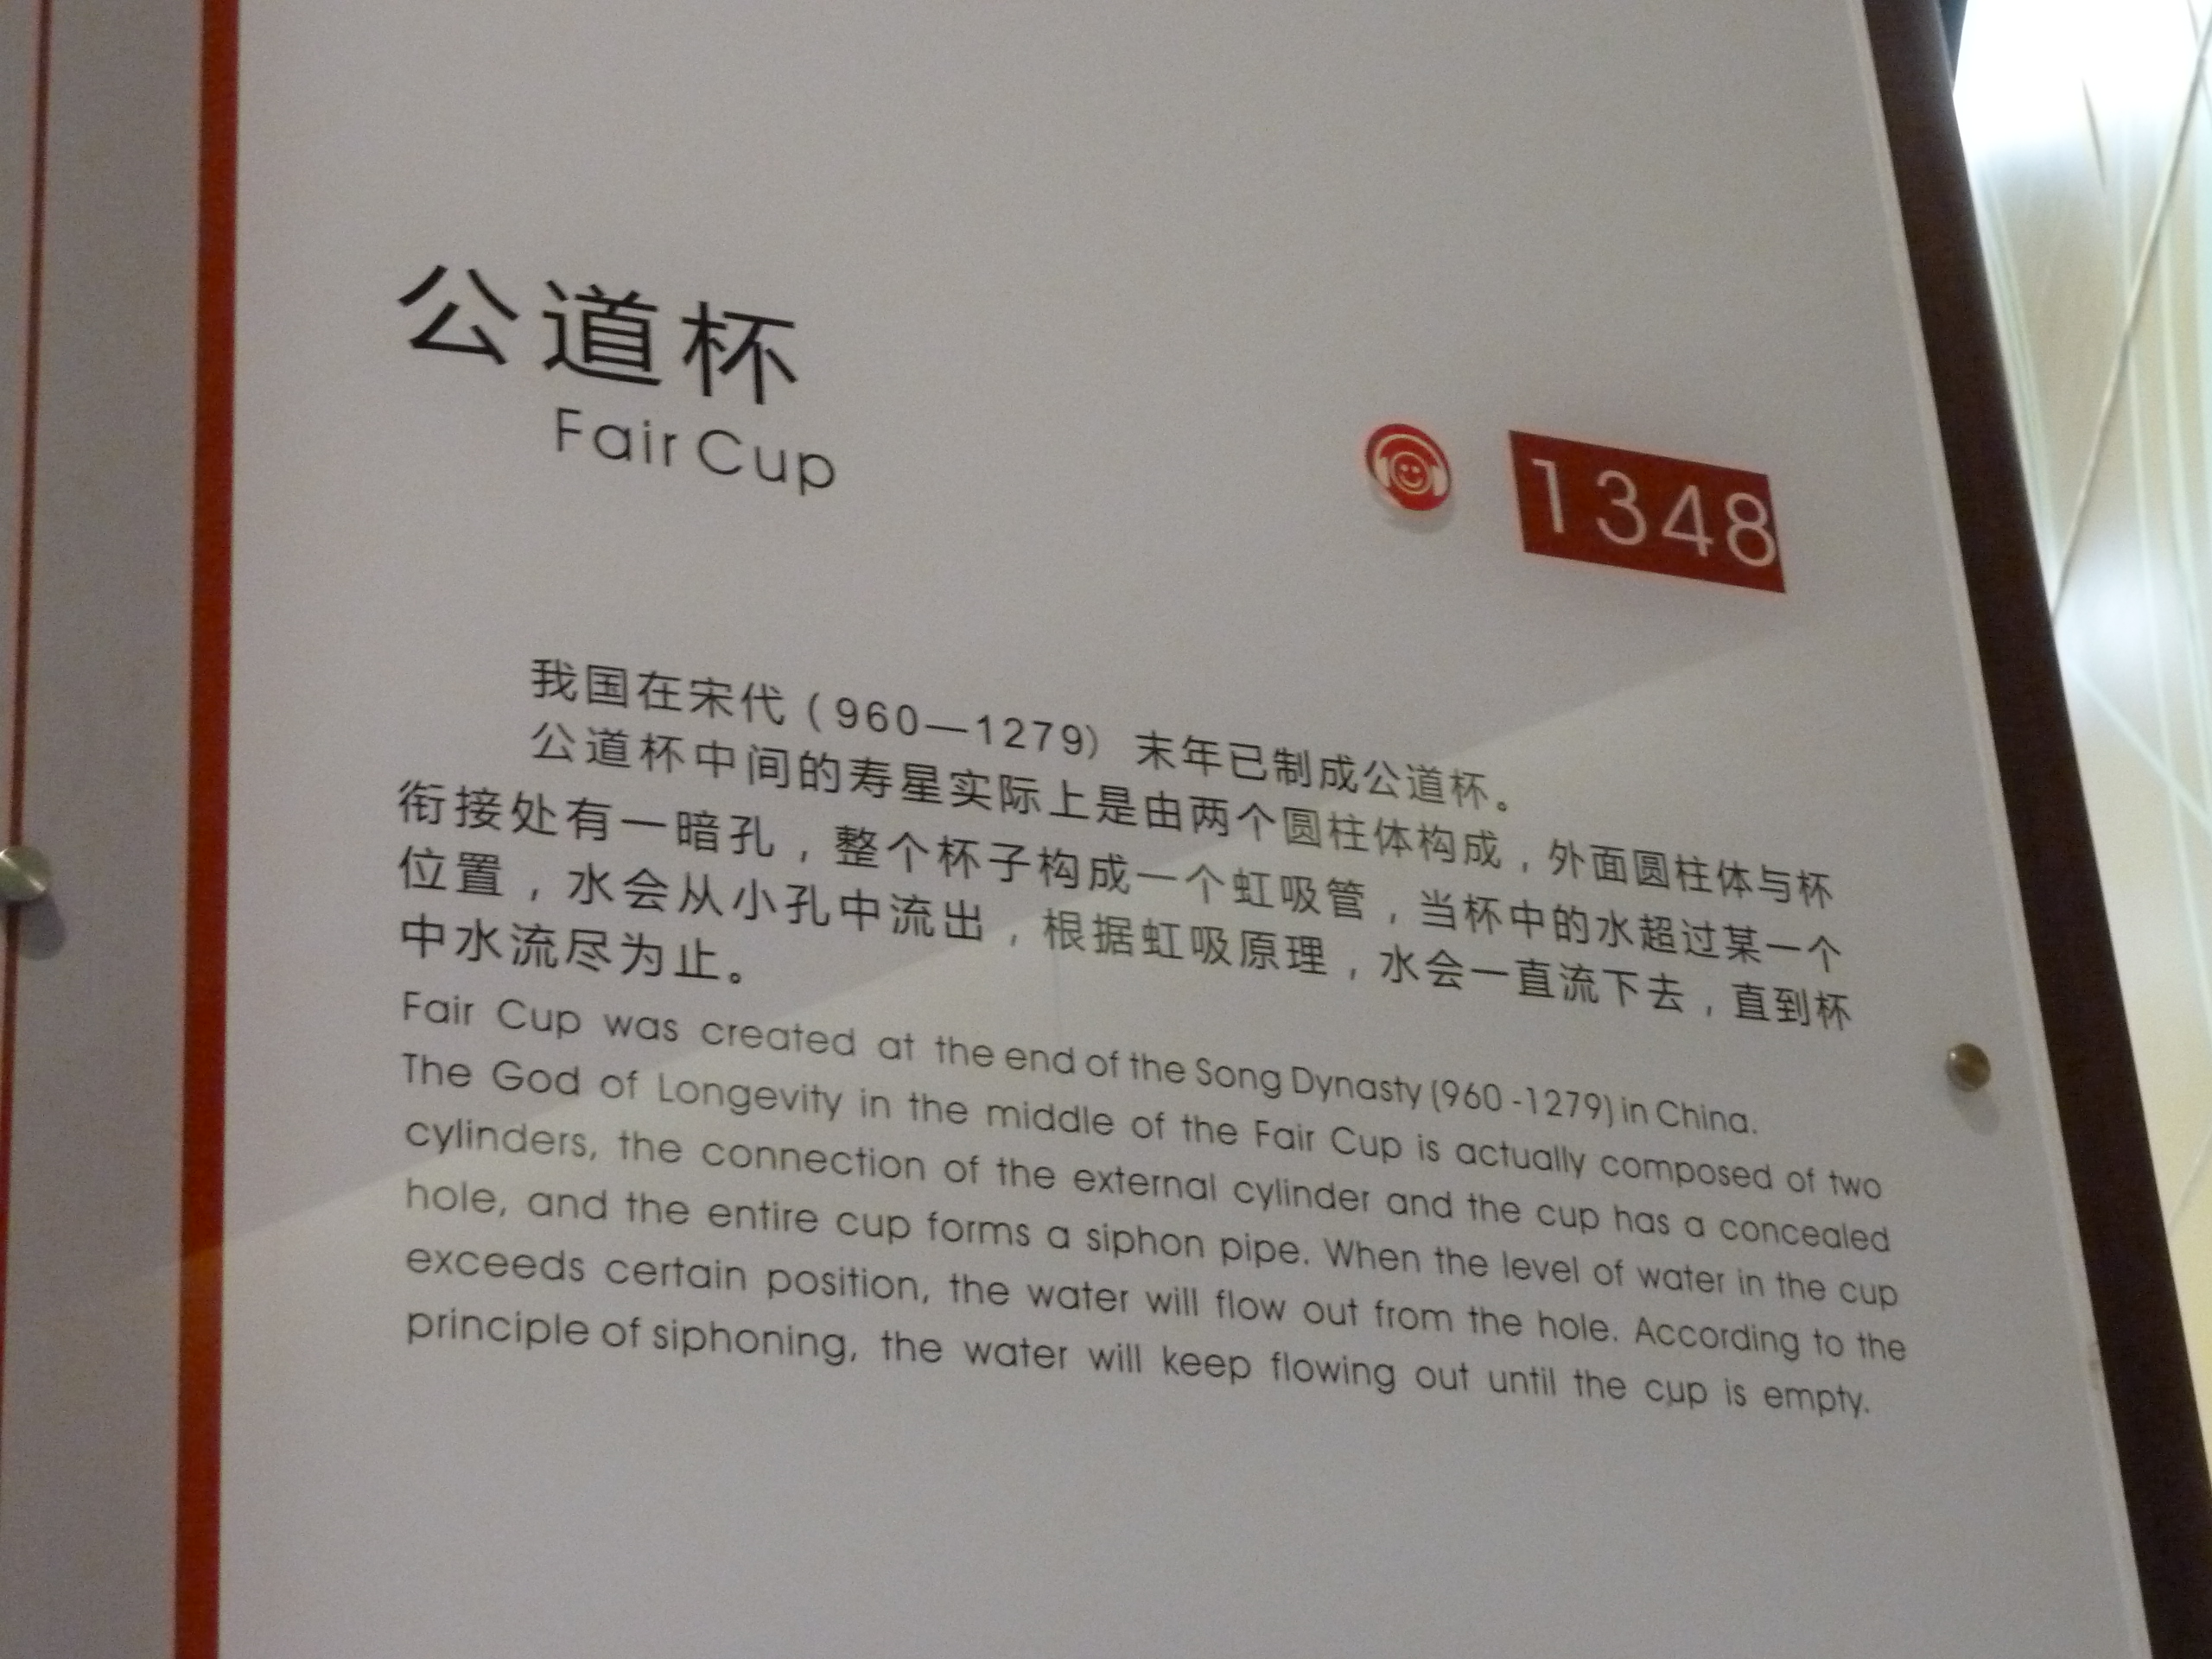 公道杯
Fair Cup
1348
我国在宋代（960—1279）末年已制成公道杯。
公道杯中间的寿星实际上是由两个圆柱体构成，外面圆柱体与杯
衔接处有一暗孔，整个杯子构成一个虹吸管，当杯中的水超过某一个
位置，水会从小孔中流出，根据虹吸原理，水会一直流下去，直到杯
中水流尽为止。
Fair Cup was created at the end of the Song Dynasty (960 -1279) in China.
The God of Longevity in the middle of the Fair Cup is actually composed of two
cylinders, the connection of the external cylinder and the cup has a concealed
hole, and the entire cup forms a siphon pipe. When the level of water in the cup
exceeds certain position, the water will flow out from the hole. According to the
principle of siphoning, the water will keep flowing out until the cup is empty.